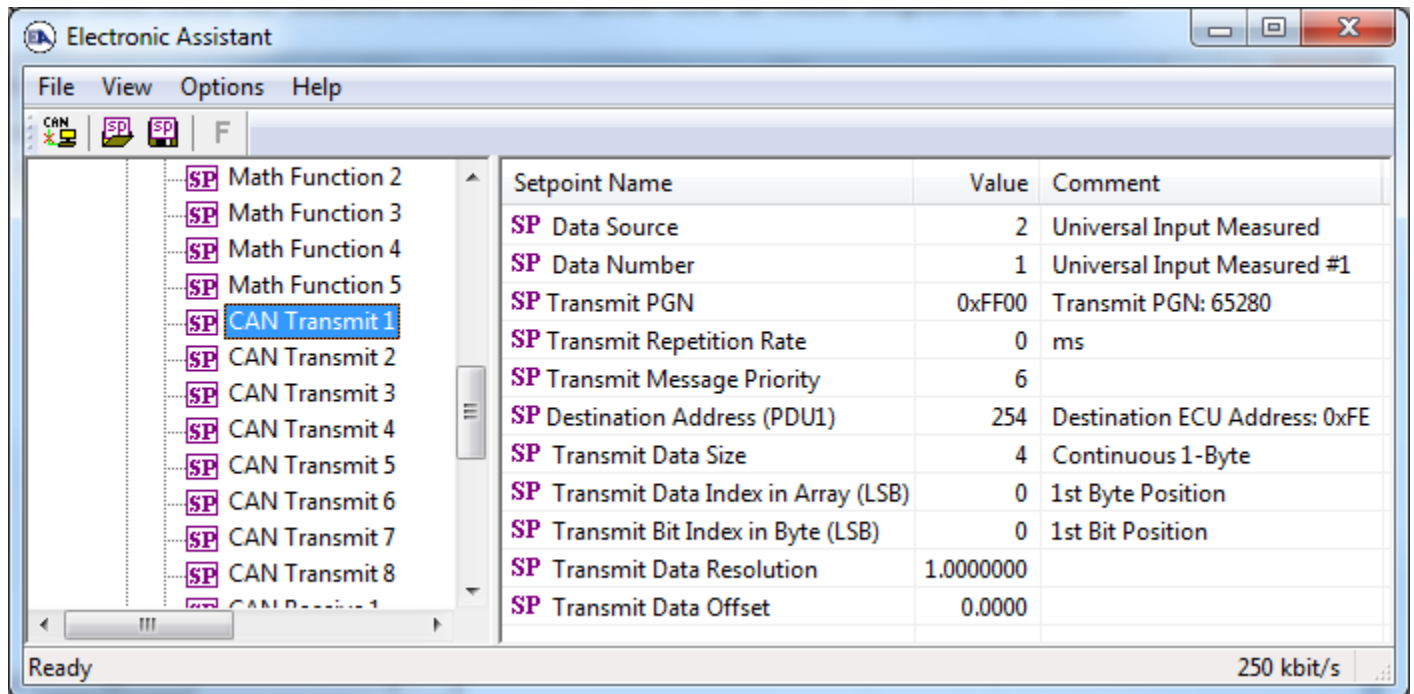 Electronic Assistant
File View Options Help
CAN SP SP F
SP Math Function 2
SP Math Function 3
SP Math Function 4
SP Math Function 5
SP CAN Transmit 1
SP CAN Transmit 2
SP CAN Transmit 3
SP CAN Transmit 4
SP CAN Transmit 5
SP CAN Transmit 6
SP CAN Transmit 7
SP CAN Transmit 8
Setpoint Name Value Comment
SP Data Source 2 Universal Input Measured
SP Data Number 1 Universal Input Measured #1
SP Transmit PGN 0xFF00 Transmit PGN: 65280
SP Transmit Repetition Rate 0 ms
SP Transmit Message Priority 6
SP Destination Address (PDU1) 254 Destination ECU Address: 0xFE
SP Transmit Data Size 4 Continuous 1-Byte
SP Transmit Data Index in Array (LSB) 0 1st Byte Position
SP Transmit Bit Index in Byte (LSB) 0 1st Bit Position
SP Transmit Data Resolution 1.0000000
SP Transmit Data Offset 0.0000
Ready 250 kbit/s